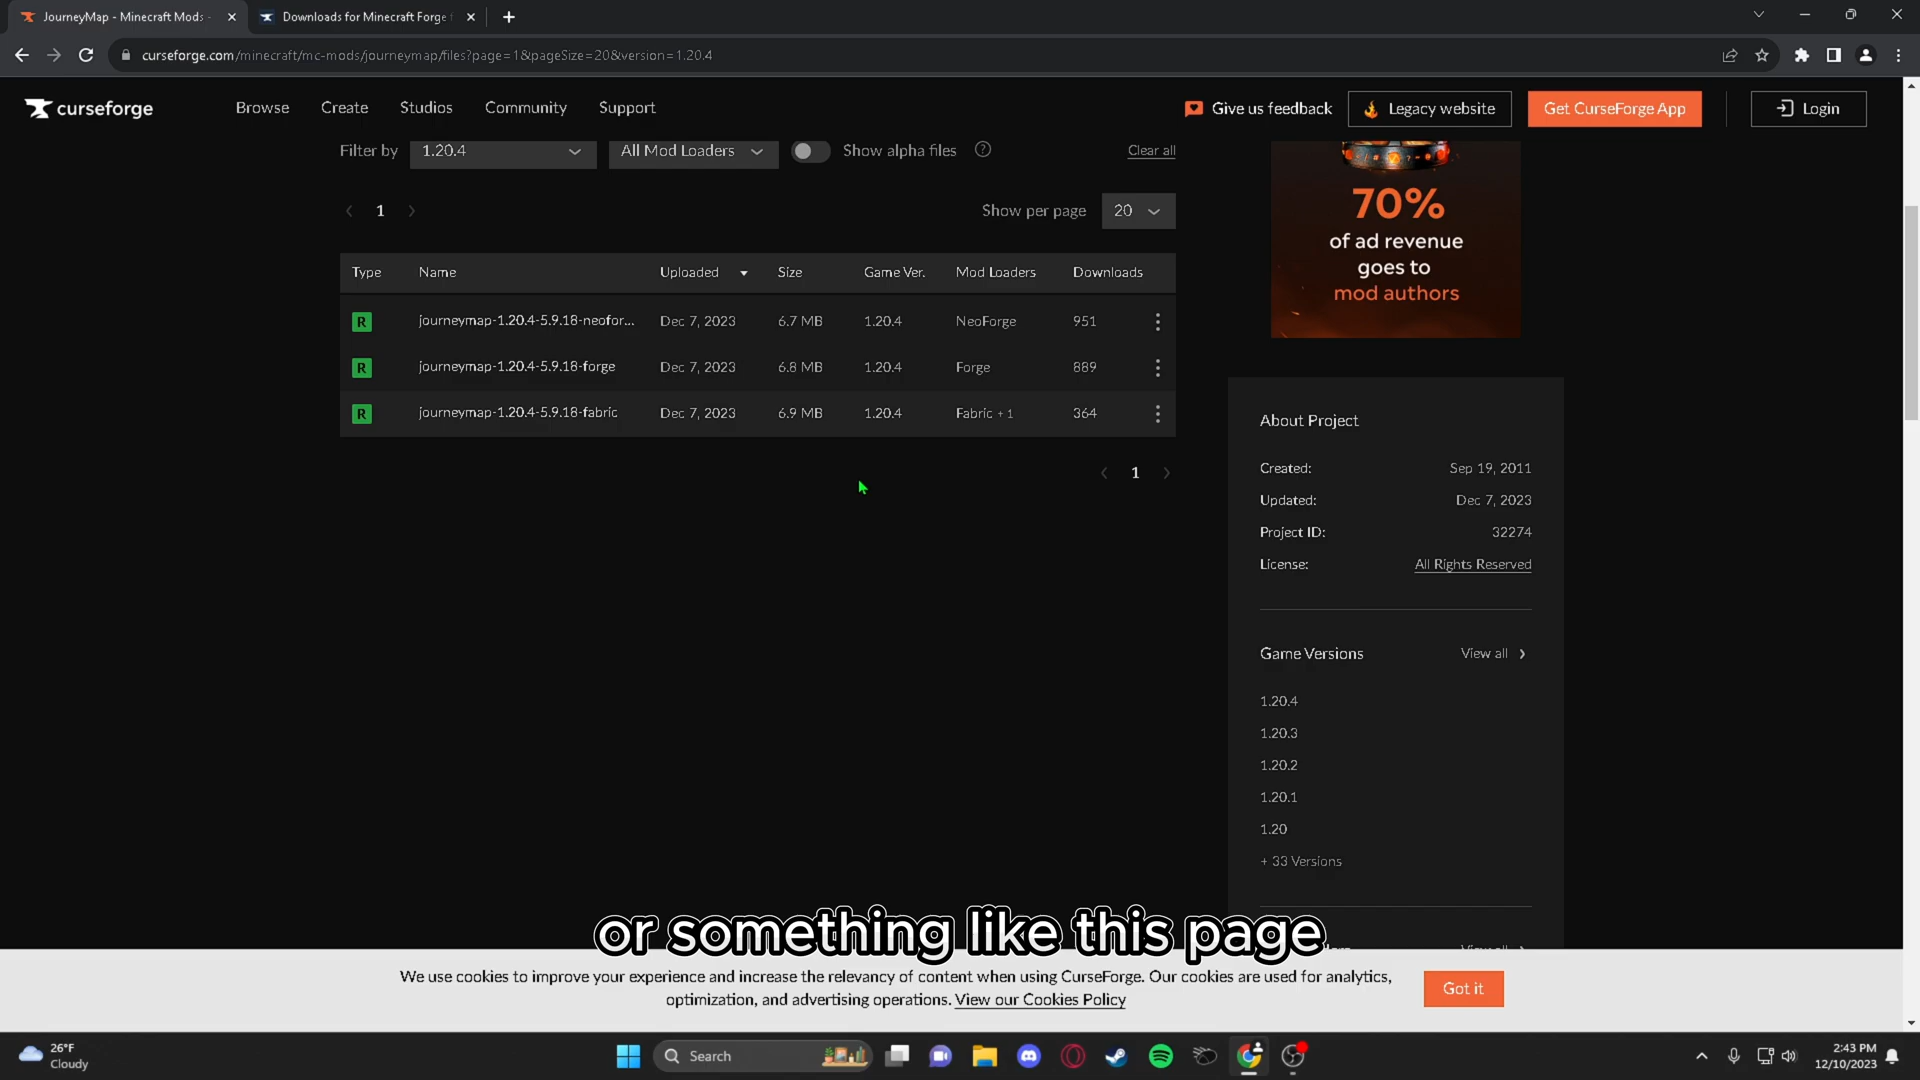 JourneyMap - Minecraft Mods -
Downloads for Minecraft Forge f
curseforge.com/minecraft/mc-mods/journeymap/files?page=1&pageSize=20&version=1.20.4
curseforge
Browse
Create
Studios
Community
Support
Give us feedback
Legacy website
Get CurseForge App
Login
Filter by
1.20.4
All Mod Loaders
Show alpha files
Clear all
1
Show per page
20
70%
of ad revenue
goes to
mod authors
Type Name Uploaded Size Game Ver. Mod Loaders Downloads
R journeymap-1.20.4-5.9.18-neofor... Dec 7, 2023 6.7 MB 1.20.4 NeoForge 951
R journeymap-1.20.4-5.9.18-forge Dec 7, 2023 6.8 MB 1.20.4 Forge 889
R journeymap-1.20.4-5.9.18-fabric Dec 7, 2023 6.9 MB 1.20.4 Fabric + 1 364
1
About Project
Created: Sep 19, 2011
Updated: Dec 7, 2023
Project ID: 32274
License: All Rights Reserved
Game Versions View all
1.20.4
1.20.3
1.20.2
1.20.1
1.20
+ 33 Versions
or something like this page
We use cookies to improve your experience and increase the relevancy of content when using CurseForge. Our cookies are used for analytics,
optimization, and advertising operations. View our Cookies Policy
Got it
26°F
Cloudy
Search
2:43 PM
12/10/2023